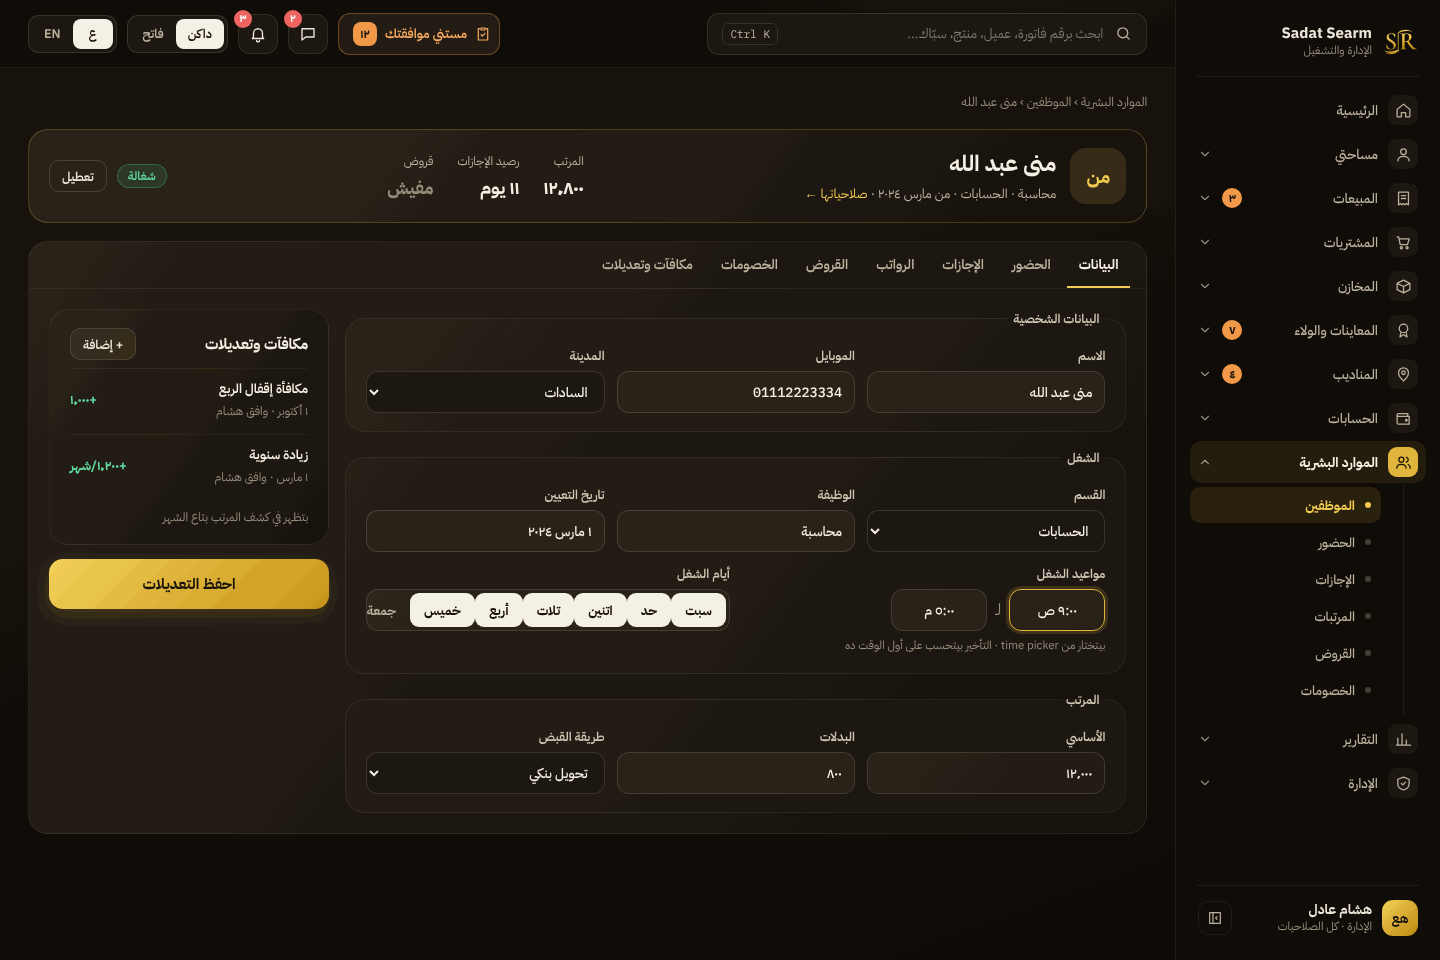 Sadat Searm
الإدارة والتشغيل
SR
الرئيسية
مساحتي
المبيعات ٣
المشتريات
المخازن
المعاينات والولاء ٧
المناديب ٤
الحسابات
الموارد البشرية
الموظفين
الحضور
الإجازات
المرتبات
القروض
الخصومات
التقارير
الإدارة
هشام عادل
الإدارة · كل الصلاحيات
هع
ابحث برقم فاتورة، عميل، منتج، سبّاك...
Ctrl K
مستني موافقتك ١٢
٢
٣
داكن فاتح
ع EN
الموارد البشرية › الموظفين › منى عبد الله
من
منى عبد الله
محاسبة · الحسابات · من مارس ٢٠٢٤ · صلاحياتها ←
المرتب
١٢,٨٠٠
رصيد الإجازات
١١ يوم
قروض
مفيش
شغالة
تعطيل
البيانات الحضور الإجازات الرواتب القروض الخصومات مكافآت وتعديلات
البيانات الشخصية
الاسم
منى عبد الله
الموبايل
01112223334
المدينة
السادات
الشغل
القسم
الحسابات
الوظيفة
محاسبة
تاريخ التعيين
١ مارس ٢٠٢٤
مواعيد الشغل
٩:٠٠ ص لـ ٥:٠٠ م
بيتختار من time picker · التأخير بيتحسب على أول الوقت ده
أيام الشغل
سبت حد اتنين تلات أربع خميس جمعة
المرتب
الأساسي
١٢,٠٠٠
البدلات
٨٠٠
طريقة القبض
تحويل بنكي
مكافآت وتعديلات
+ إضافة
مكافأة إقفال الربع
١ أكتوبر · وافق هشام
+١,٠٠٠
زيادة سنوية
١ مارس · وافق هشام
+١,٢٠٠/شهر
بتظهر في كشف المرتب بتاع الشهر
احفظ التعديلات